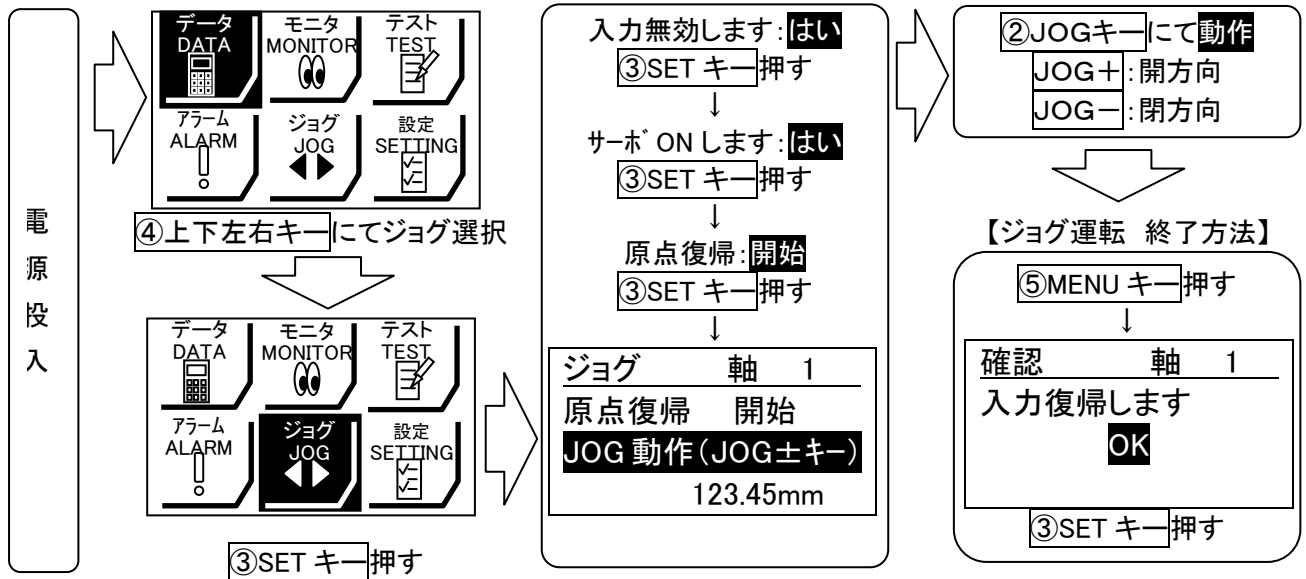 電源投入
データ モニタ テスト
DATA MONITOR TEST
アラーム ジョグ 設定
ALARM JOG SETTING
④上下左右キーにてジョグ選択
データ モニタ テスト
DATA MONITOR TEST
アラーム ジョグ 設定
ALARM JOG SETTING
③SET キー押す
入力無効します:はい
③SET キー押す
↓
サーボ ON します:はい
③SET キー押す
↓
原点復帰:開始
③SET キー押す
↓
ジョグ 軸 1
原点復帰 開始
JOG 動作(JOG±キー)
123.45mm
②JOGキーにて動作
JOG+:開方向
JOG-:閉方向
【ジョグ運転 終了方法】
⑤MENU キー押す
↓
確認 軸 1
入力復帰します
OK
③SET キー押す